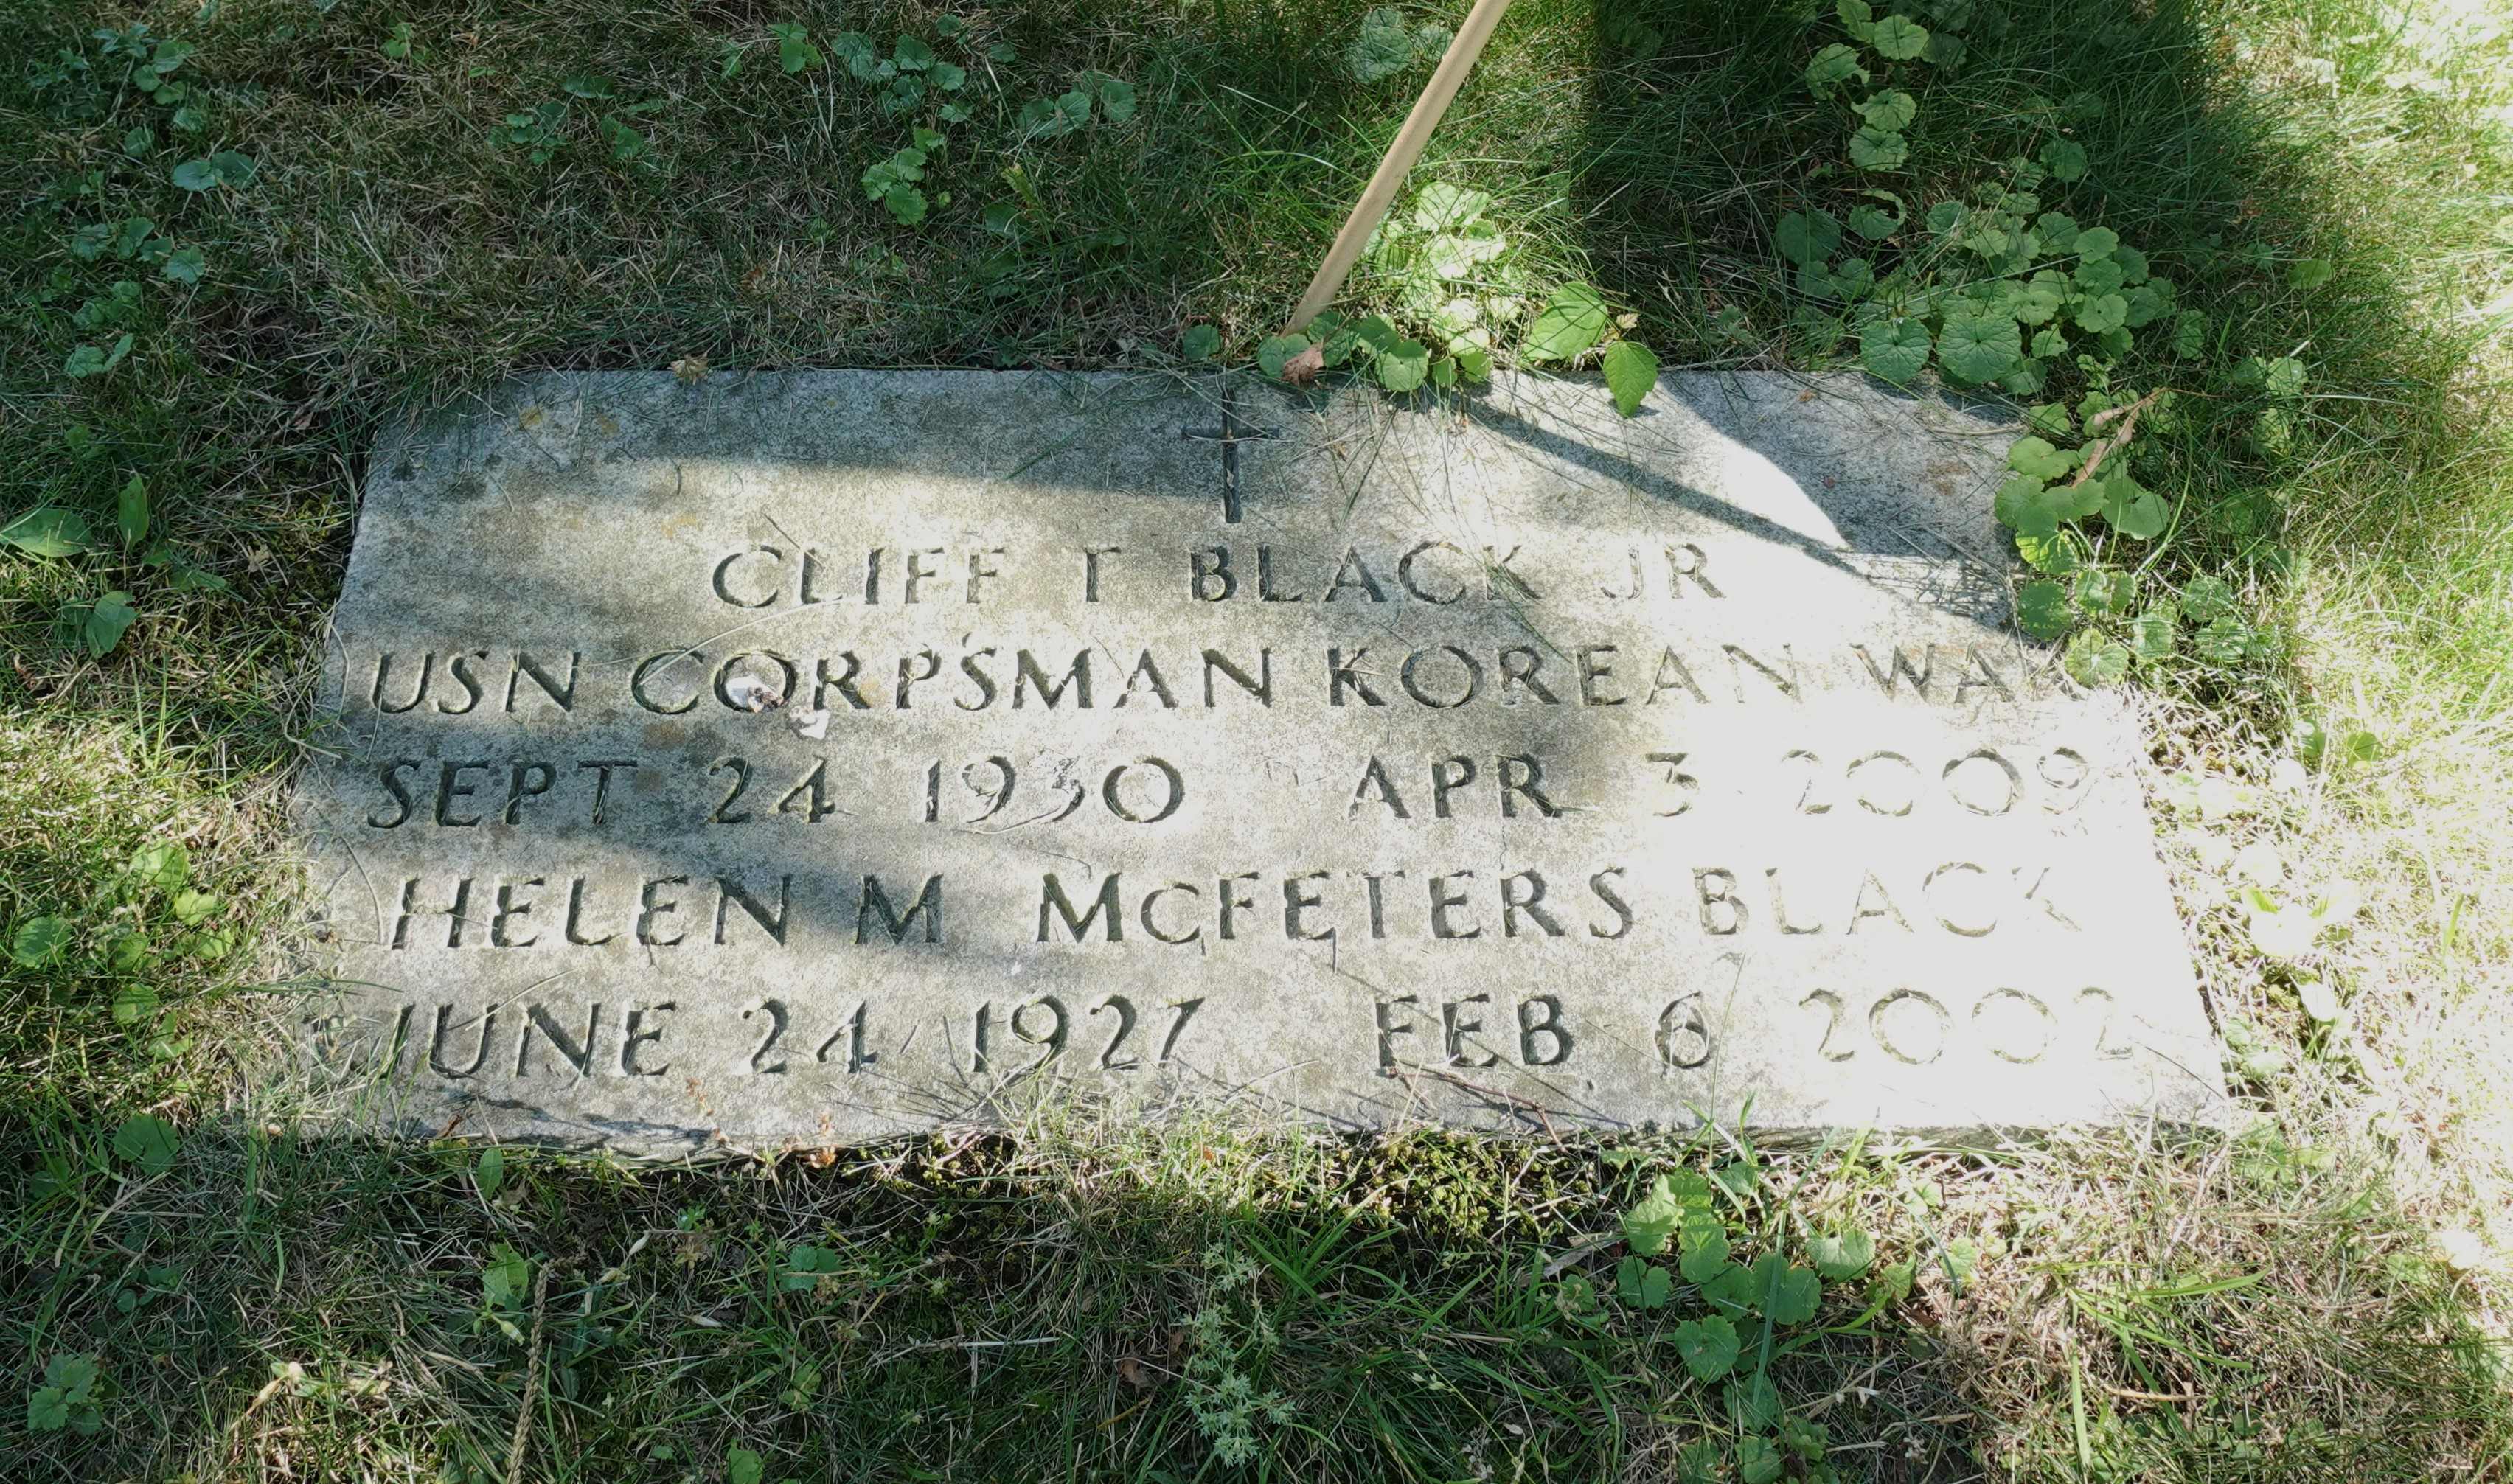 CLIFF T BLACK JR
USN CORPSMAN KOREAN WAR
SEPT 24 1930 APR 3 2009
HELEN M McFETERS BLACK
JUNE 24 1927 FEB 6 2002